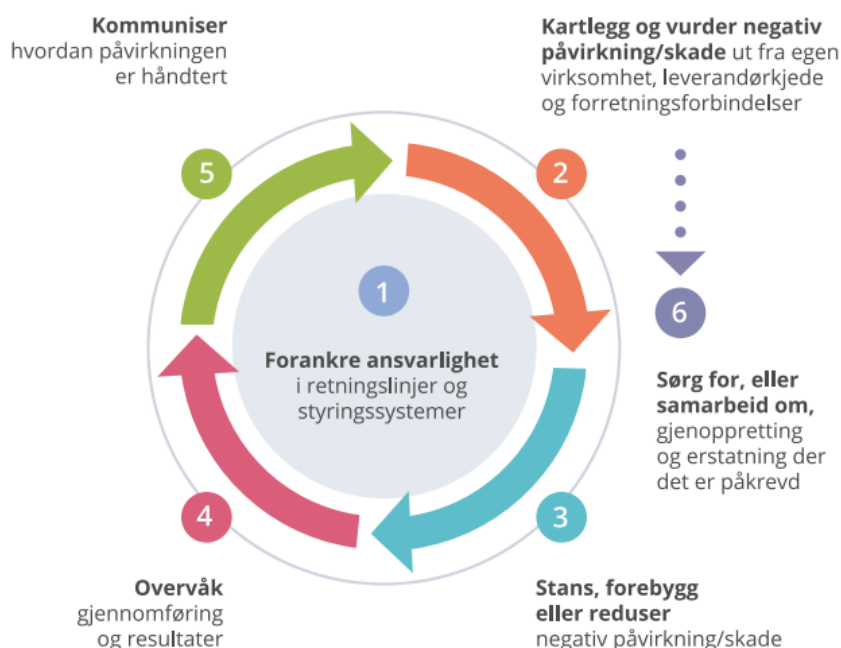 Kommuniser
hvordan påvirkningen
er håndtert
Kartlegg og vurder negativ
påvirkning/skade ut fra egen
virksomhet, leverandørkjede
og forretningsforbindelser
5
2
1
Forankre ansvarlighet
i retningslinjer og
styringssystemer
6
Sørg for, eller
samarbeid om,
gjenoppretting
og erstatning der
det er påkrevd
4
3
Overvåk
gjennomføring
og resultater
Stans, forebygg
eller reduser
negativ påvirkning/skade